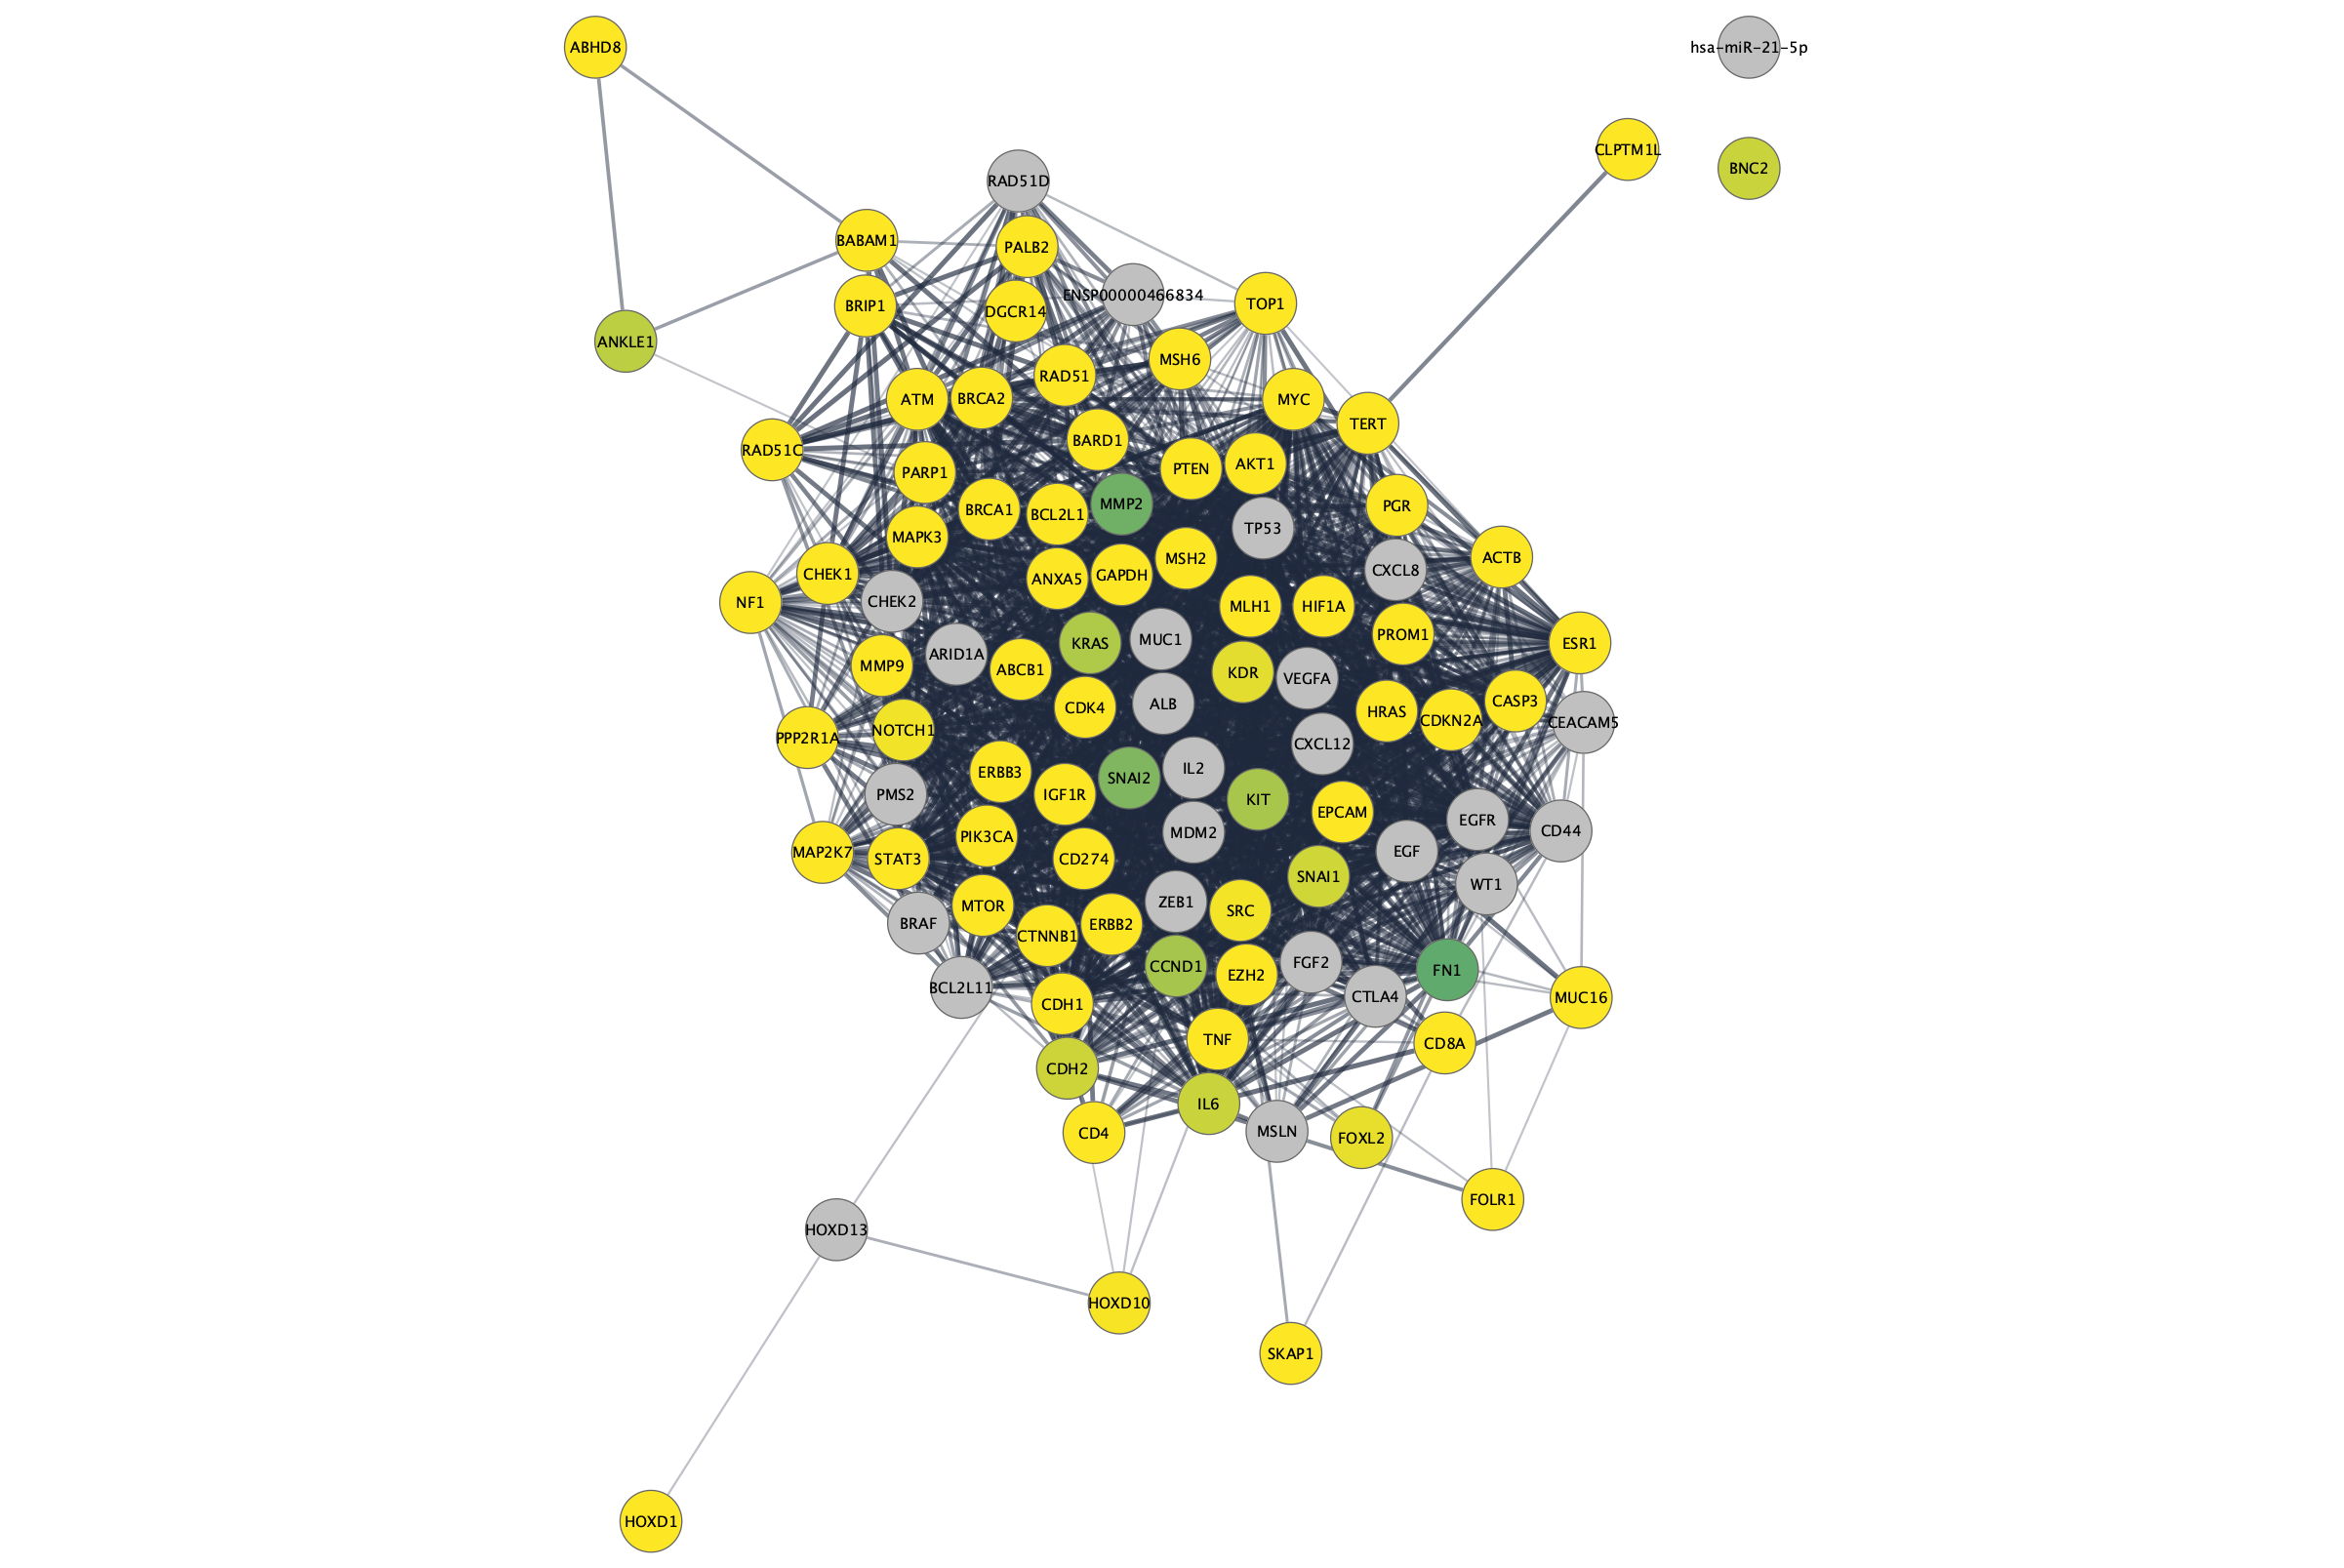 ABHD8
hsa-miR-21-5p
CLPTM1L
BNC2
RAD51D
BABAM1
PALB2
ENSP00000466834
BRIP1
DGCR14
TOP1
ANKLE1
MSH6
RAD51
ATM
BRCA2
MYC
TERT
BARD1
RAD51C
PARP1
PTEN
AKT1
BRCA1
BCL2L1
MMP2
PGR
TP53
MAPK3
MSH2
ACTB
CHEK1
ANXA5
GAPDH
CXCL8
NF1
CHEK2
MLH1
HIF1A
PROM1
KRAS
MUC1
ESR1
ARID1A
MMP9
ABCB1
KDR
VEGFA
CDK4
ALB
HRAS
CDKN2A
CASP3
CEACAM5
PPP2R1A
NOTCH1
CXCL12
ERBB3
SNAI2
IL2
PMS2
IGF1R
KIT
EPCAM
EGFR
PIK3CA
MDM2
CD44
MAP2K7
STAT3
CD274
EGF
SNAI1
WT1
MTOR
ZEB1
SRC
BRAF
CTNNB1
ERBB2
CCND1
EZH2
FGF2
FN1
BCL2L11
CDH1
CTLA4
MUC16
TNF
CD8A
CDH2
IL6
CD4
MSLN
FOXL2
FOLR1
HOXD13
HOXD10
SKAP1
HOXD1